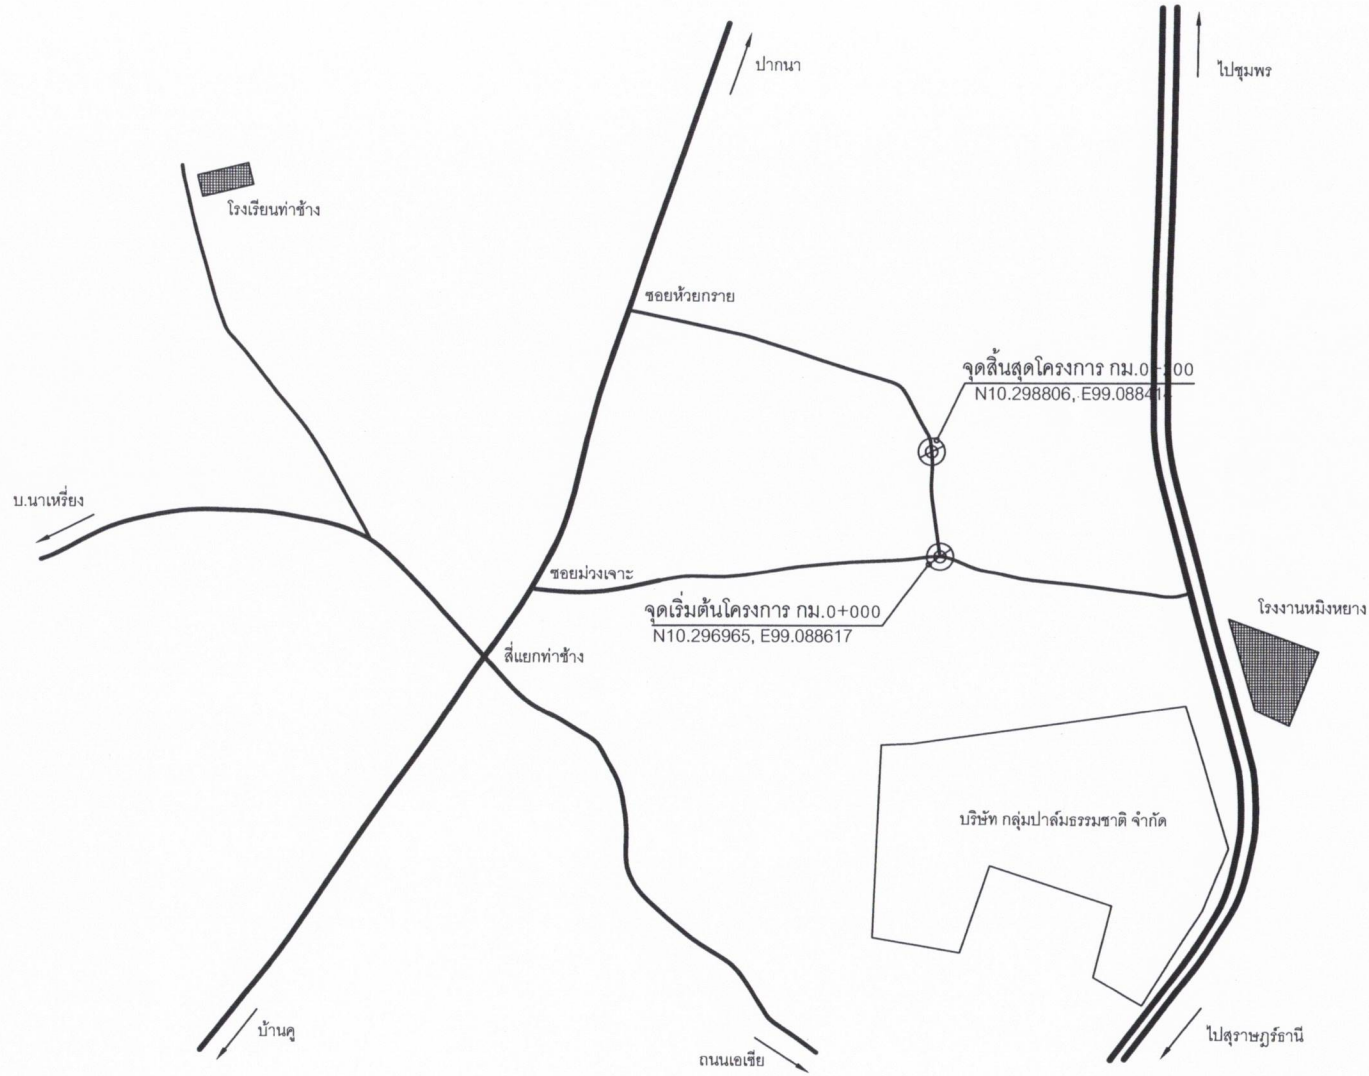 ปากนา
ไปชุมพร
โรงเรียนท่าช้าง
ซอยห้วยกราย
จุดสิ้นสุดโครงการ กม.0+200
N10.298806, E99.088414
บ.นาเหรี่ยง
ซอยม่วงเจาะ
จุดเริ่มต้นโครงการ กม.0+000
N10.296965, E99.088617
โรงงานหมิงหยาง
สี่แยกท่าช้าง
บริษัท กลุ่มปาล์มธรรมชาติ จำกัด
บ้านคู
ถนนเอเซีย
ไปสุราษฎร์ธานี